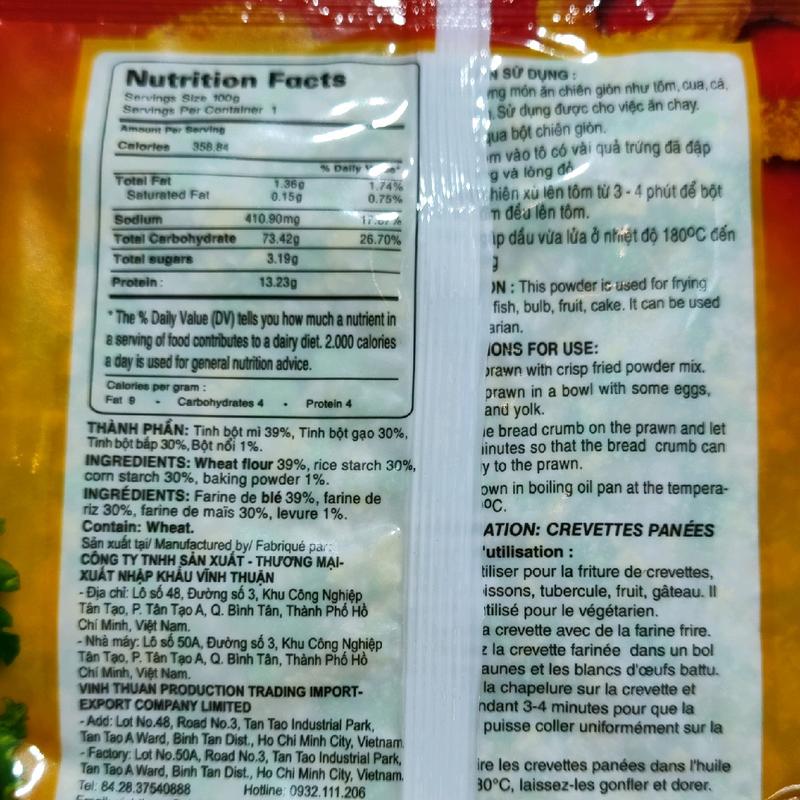 Nutrition Facts
Servings Size 100g
Servings Per Container 1
Amount Per Serving
Calories 358.84
% Daily
Total Fat 1.36g 1.74%
Saturated Fat 0.15g 0.75%
Sodium 410.90mg
Total Carbohydrate 73.42g 26.70%
Total sugars 3.19g
Protein : 13.23g
* The % Daily Value (DV) tells you how much a nutrient in
a serving of food contributes to a dairy diet. 2.000 calories
a day is used for general nutrition advice.
Calories per gram :
Fat 9 - Carbohydrates 4 - Protein 4
THÀNH PHẦN: Tinh bột mì 39%, Tinh bột gạo 30%,
Tinh bột bắp 30%, Bột nổi 1%.
INGREDIENTS: Wheat flour 39%, rice starch 30%,
corn starch 30%, baking powder 1%.
INGRÉDIENTS: Farine de blé 39%, farine de
riz 30%, farine de maïs 30%, levure 1%.
Contain: Wheat.
Sản xuất tại/ Manufactured by/ Fabriqué par:
CÔNG TY TNHH SẢN XUẤT - THƯƠNG MẠI-
XUẤT NHẬP KHẨU VĨNH THUẬN
- Địa chỉ: Lô số 48, Đường số 3, Khu Công Nghiệp
Tân Tạo, P. Tân Tạo A, Q. Bình Tân, Thành Phố Hồ
Chí Minh, Việt Nam.
- Nhà máy: Lô số 50A, Đường số 3, Khu Công Nghiệp
Tân Tạo, P. Tân Tạo A, Q. Bình Tân, Thành Phố Hồ
Chí Minh, Việt Nam.
VINH THUAN PRODUCTION TRADING IMPORT-
EXPORT COMPANY LIMITED
- Add: Lot No.48, Road No.3, Tan Tao Industrial Park,
Tan Tao A Ward, Binh Tan Dist., Ho Chi Minh City, Vietnam.
- Factory: Lot No.50A, Road No.3, Tan Tao Industrial Park,
Tan Tao A Ward, Binh Tan Dist., Ho Chi Minh City, Vietnam.
Tel: 84.28.37540888 Hotline: 0932.111.206
N SỬ DỤNG :
ng món ăn chiên giòn như tôm, cua, cá,
. Sử dụng được cho việc ăn chay.
qua bột chiên giòn.
m vào tô có vài quả trứng đã đập
g và lòng đỏ
hiên xù lên tôm từ 3 - 4 phút để bột
m đều lên tôm.
ập dầu vừa lửa ở nhiệt độ 180ºC đến
g
ON : This powder is used for frying
fish, bulb, fruit, cake. It can be used
arian.
IONS FOR USE:
prawn with crisp fried powder mix.
prawn in a bowl with some eggs,
and yolk.
e bread crumb on the prawn and let
inutes so that the bread crumb can
y to the prawn.
own in boiling oil pan at the tempera-
ºC.
ATION: CREVETTES PANÉES
'utilisation :
tiliser pour la friture de crevettes,
issons, tubercule, fruit, gâteau. Il
tilisé pour le végétarien.
a crevette avec de la farine frire.
z la crevette farinée dans un bol
aunes et les blancs d'œufs battu.
la chapelure sur la crevette et
ndant 3-4 minutes pour que la
puisse coller uniformément sur la
ire les crevettes panées dans l'huile
80°C, laissez-les gonfler et dorer.